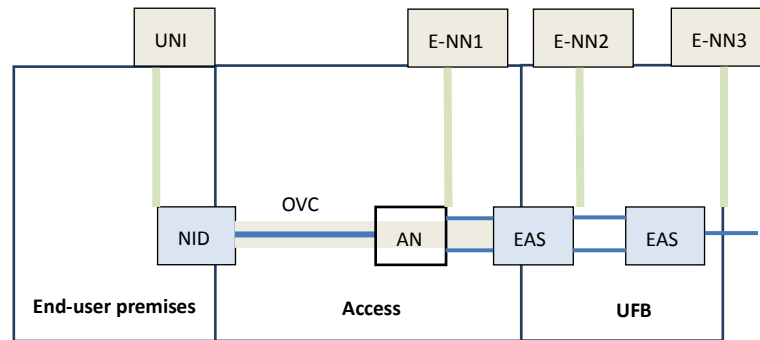 UNI
E-NN1
E-NN2
E-NN3
OVC
NID
AN
EAS
EAS
End-user premises
Access
UFB